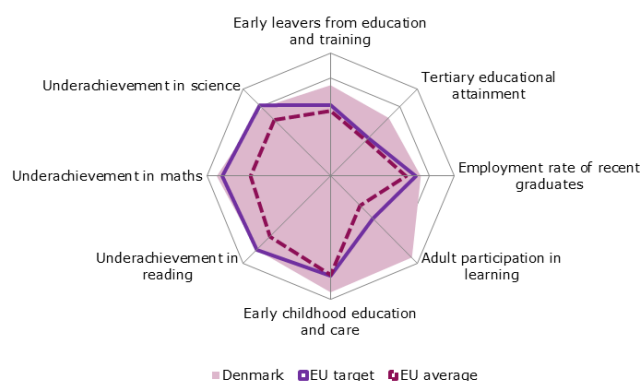 Early leavers from education
and training
Underachievement in science
Tertiary educational
attainment
Underachievement in maths
Employment rate of recent
graduates
Underachievement in
reading
Adult participation in
learning
Early childhood education
and care
Denmark EU target EU average